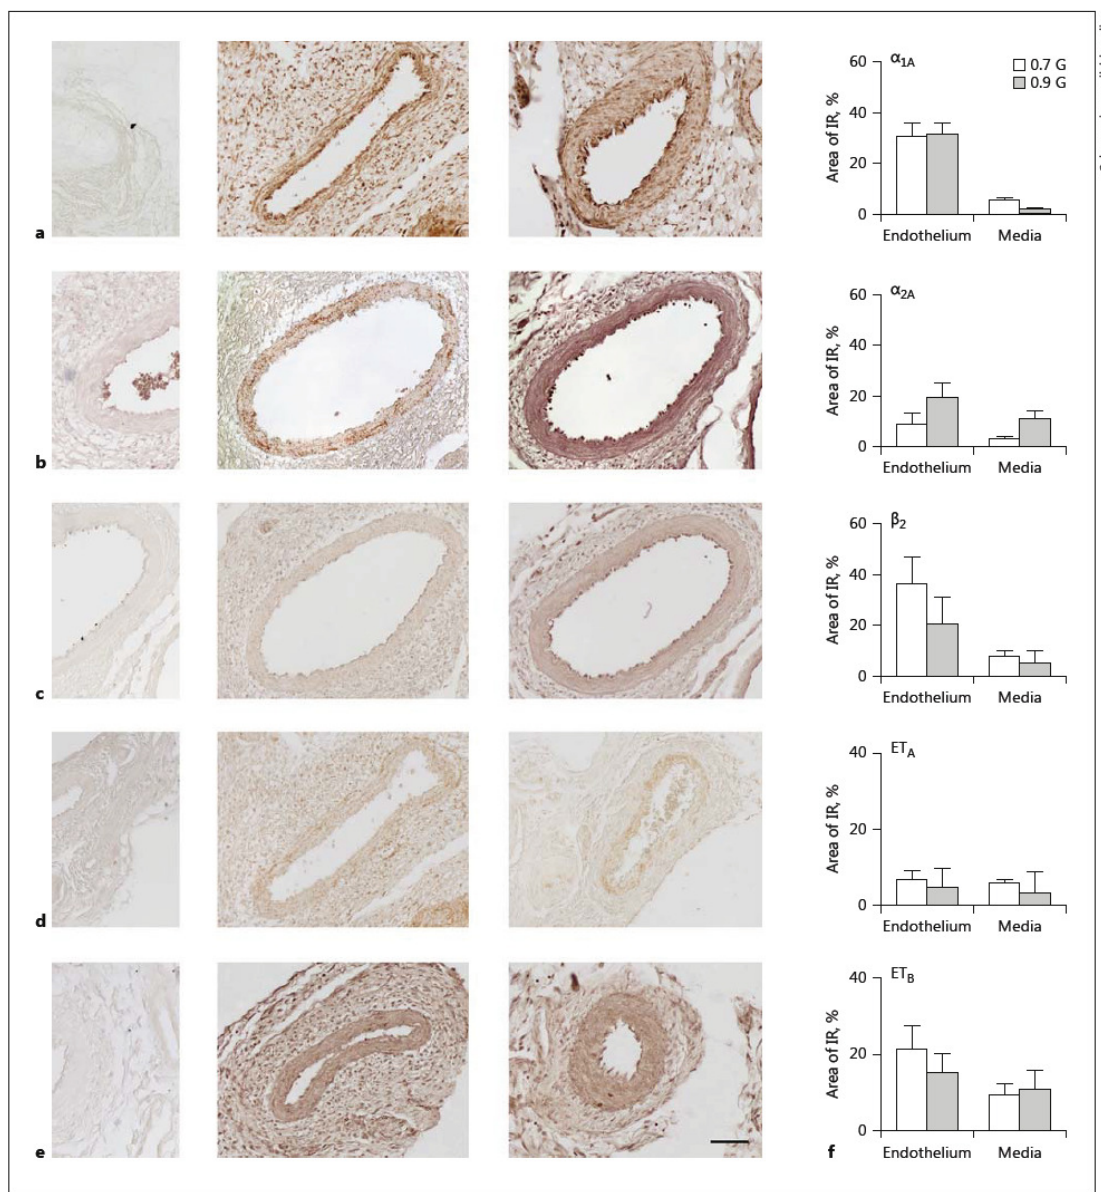 a
b
c
d
e
f
α1A
0.7 G
0.9 G
Area of IR, %
60
40
20
0
Endothelium Media
α2A
Area of IR, %
60
40
20
0
Endothelium Media
β2
Area of IR, %
60
40
20
0
Endothelium Media
ETA
Area of IR, %
40
20
0
Endothelium Media
ETB
Area of IR, %
40
20
0
Endothelium Media